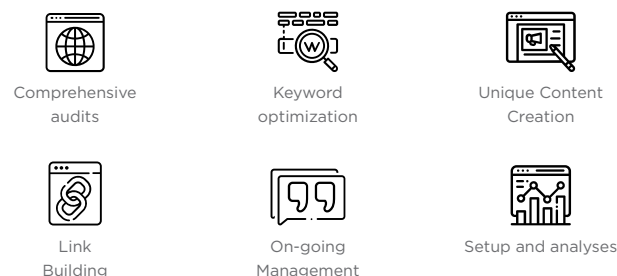 W
Comprehensive
audits
Keyword
optimization
Unique Content
Creation
Link
Building
On-going
Management
Setup and analyses